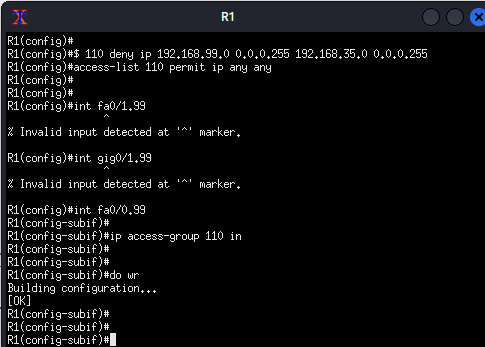 R1
R1(config)#
R1(config)#$ 110 deny ip 192.168.99.0 0.0.0.255 192.168.35.0 0.0.0.255
R1(config)#access-list 110 permit ip any any
R1(config)#
R1(config)#
R1(config)#int fa0/1.99
^
% Invalid input detected at '^' marker.
R1(config)#int gig0/1.99
^
% Invalid input detected at '^' marker.
R1(config)#int fa0/0.99
R1(config-subif)#
R1(config-subif)#ip access-group 110 in
R1(config-subif)#
R1(config-subif)#
R1(config-subif)#do wr
Building configuration...
[OK]
R1(config-subif)#
R1(config-subif)#
R1(config-subif)#